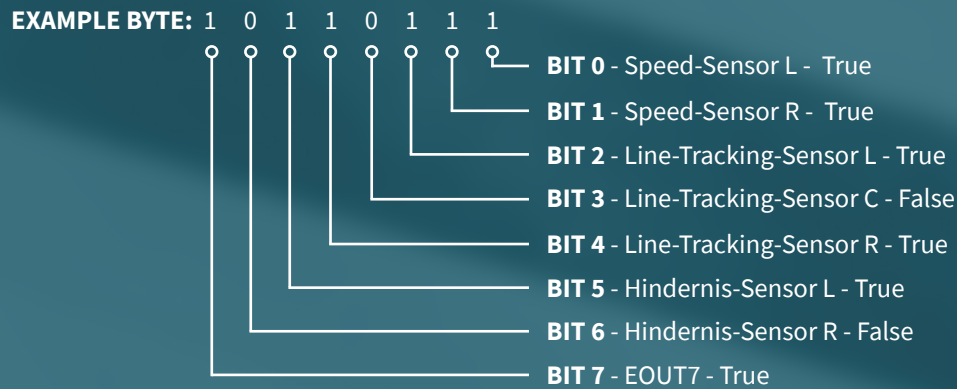 EXAMPLE BYTE: 1 0 1 1 0 1 1 1
BIT 0 - Speed-Sensor L - True
BIT 1 - Speed-Sensor R - True
BIT 2 - Line-Tracking-Sensor L - True
BIT 3 - Line-Tracking-Sensor C - False
BIT 4 - Line-Tracking-Sensor R - True
BIT 5 - Hindernis-Sensor L - True
BIT 6 - Hindernis-Sensor R - False
BIT 7 - EOUT7 - True